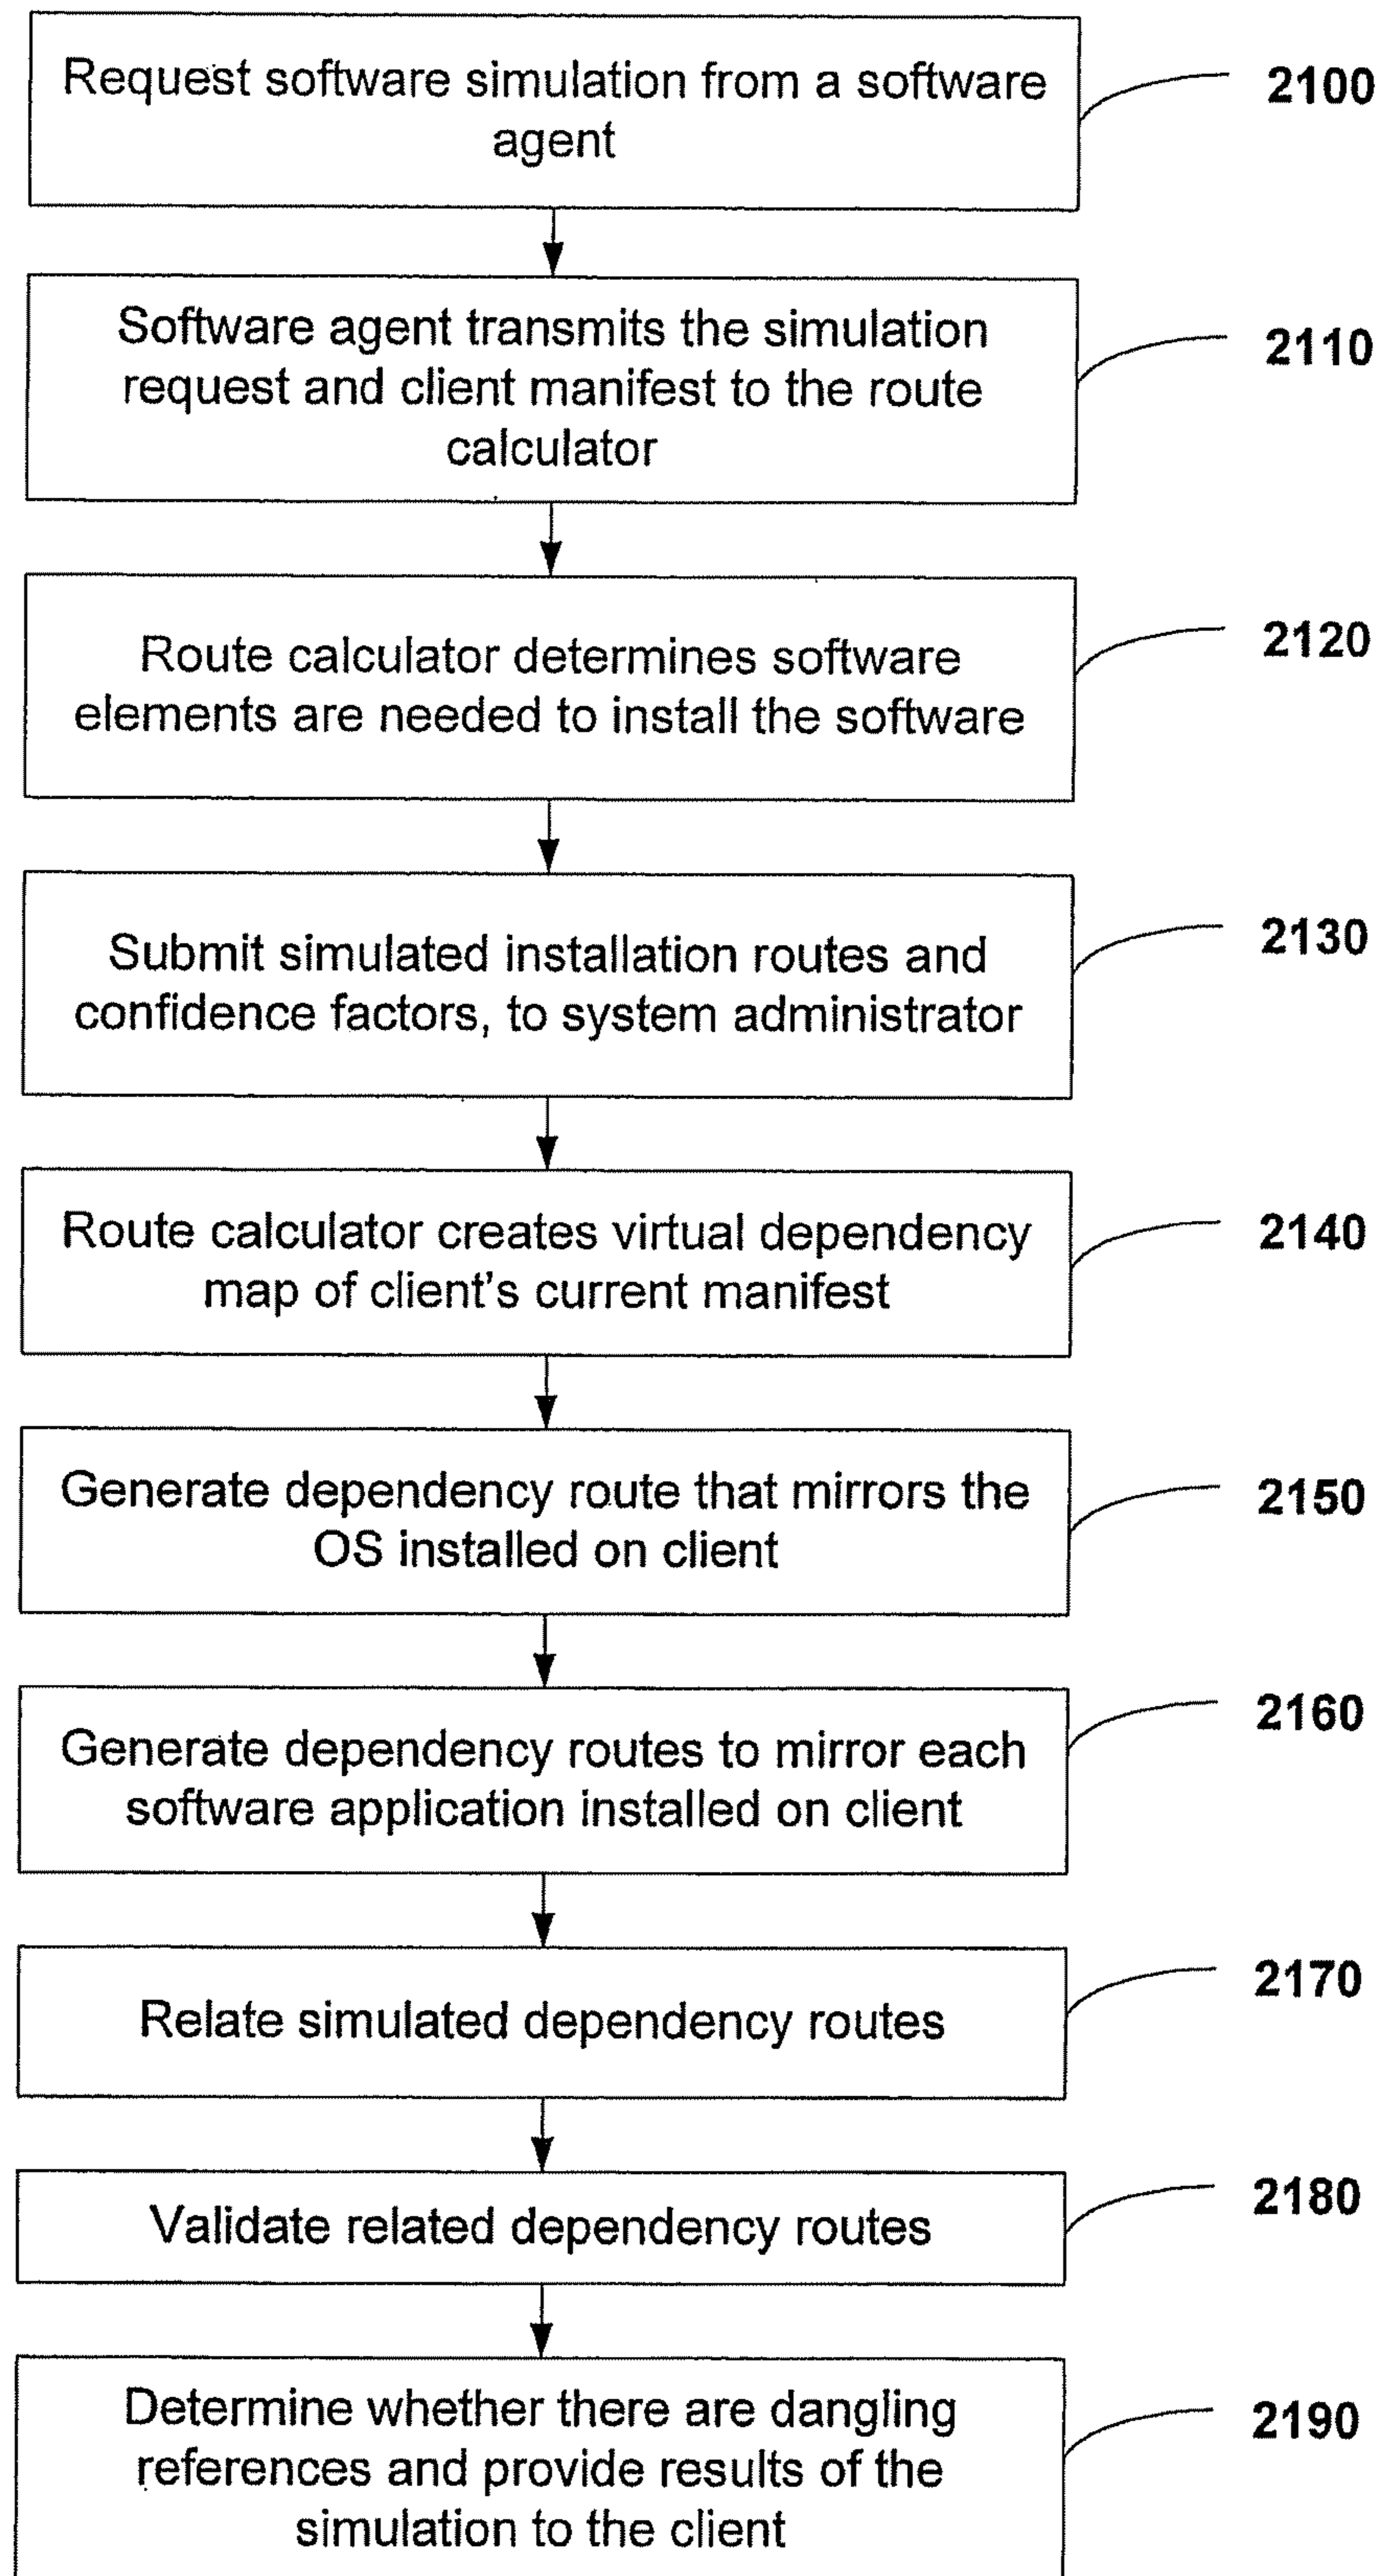 Request software simulation from a software
agent
2100
Software agent transmits the simulation
request and client manifest to the route
calculator
2110
Route calculator determines software
elements are needed to install the software
2120
Submit simulated installation routes and
confidence factors, to system administrator
2130
Route calculator creates virtual dependency
map of client's current manifest
2140
Generate dependency route that mirrors the
OS installed on client
2150
Generate dependency routes to mirror each
software application installed on client
2160
Relate simulated dependency routes
2170
Validate related dependency routes
2180
Determine whether there are dangling
references and provide results of the
simulation to the client
2190